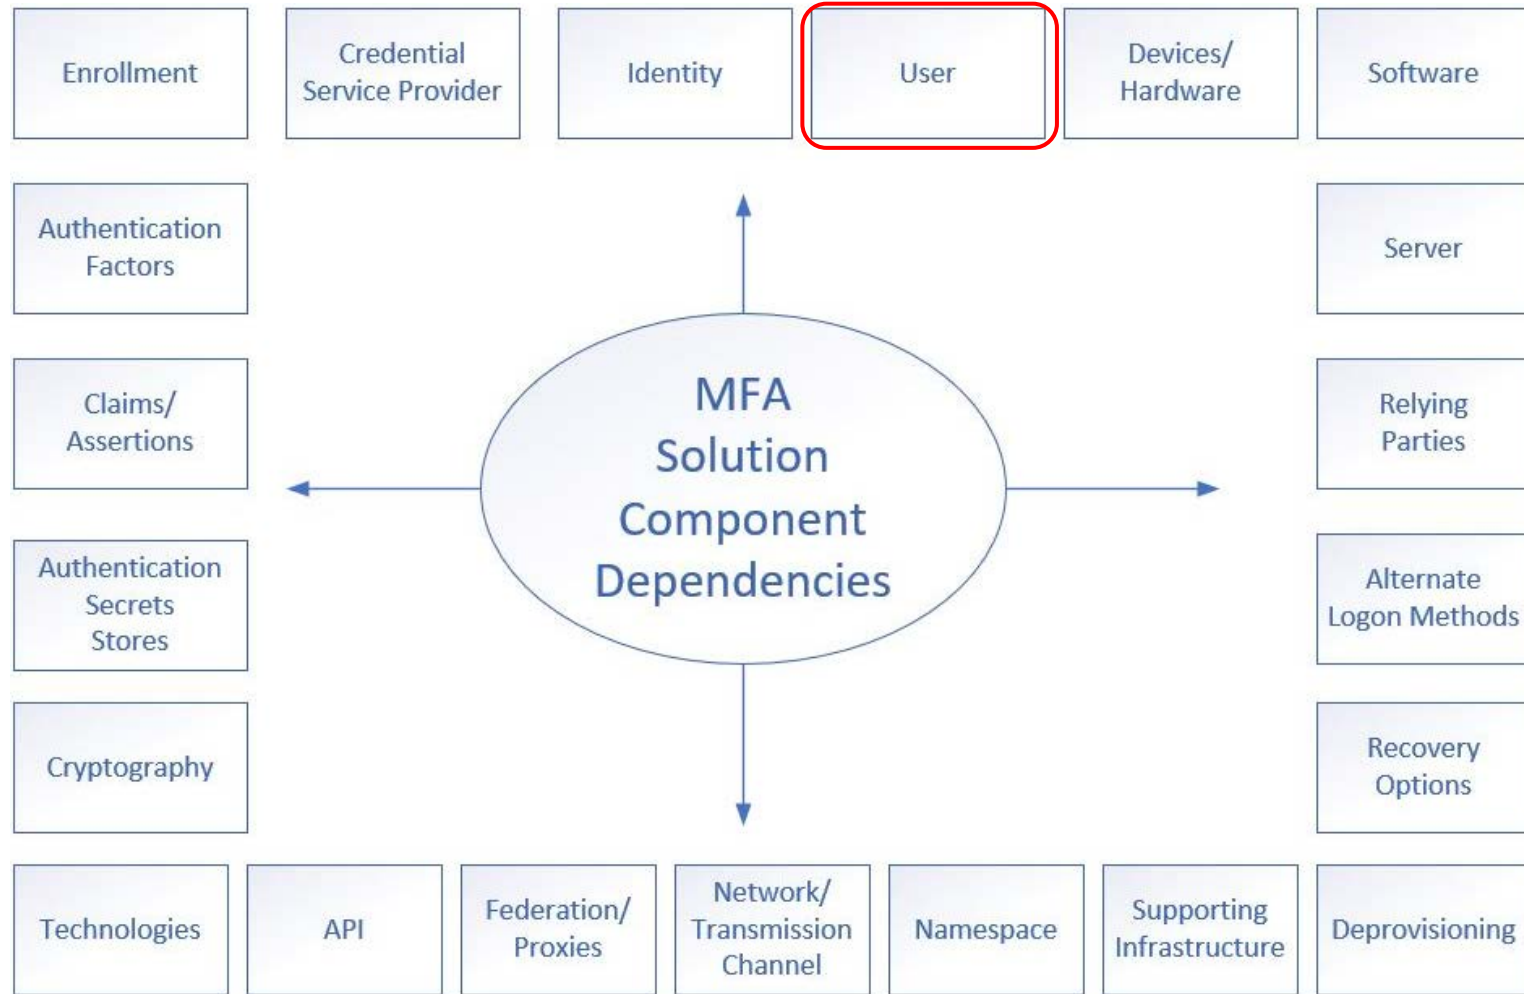 Enrollment
Credential
Service Provider
Identity
User
Devices/
Hardware
Software
Authentication
Factors
Server
MFA
Solution
Component
Dependencies
Claims/
Assertions
Relying
Parties
Authentication
Secrets
Stores
Alternate
Logon Methods
Cryptography
Recovery
Options
Technologies
API
Federation/
Proxies
Network/
Transmission
Channel
Namespace
Supporting
Infrastructure
Deprovisioning